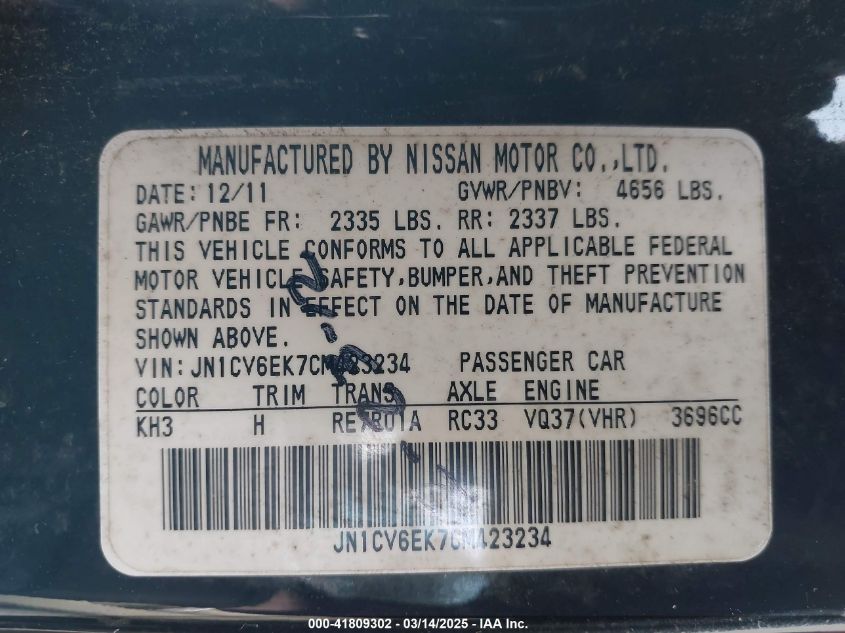 MANUFACTURED BY NISSAN MOTOR CO.,LTD.
DATE: 12/11 GVWR/PNBV: 4656 LBS.
GAWR/PNBE FR: 2335 LBS. RR: 2337 LBS.
THIS VEHICLE CONFORMS TO ALL APPLICABLE FEDERAL
MOTOR VEHICLE SAFETY,BUMPER,AND THEFT PREVENTION
STANDARDS IN EFFECT ON THE DATE OF MANUFACTURE
SHOWN ABOVE.
VIN: JN1CV6EK7CM423234 PASSENGER CAR
COLOR TRIM TRANS AXLE ENGINE
KH3 H RE7R01A RC33 VQ37(VHR) 3696CC
JN1CV6EK7CM423234
000-41809302 - 03/14/2025 - IAA Inc.